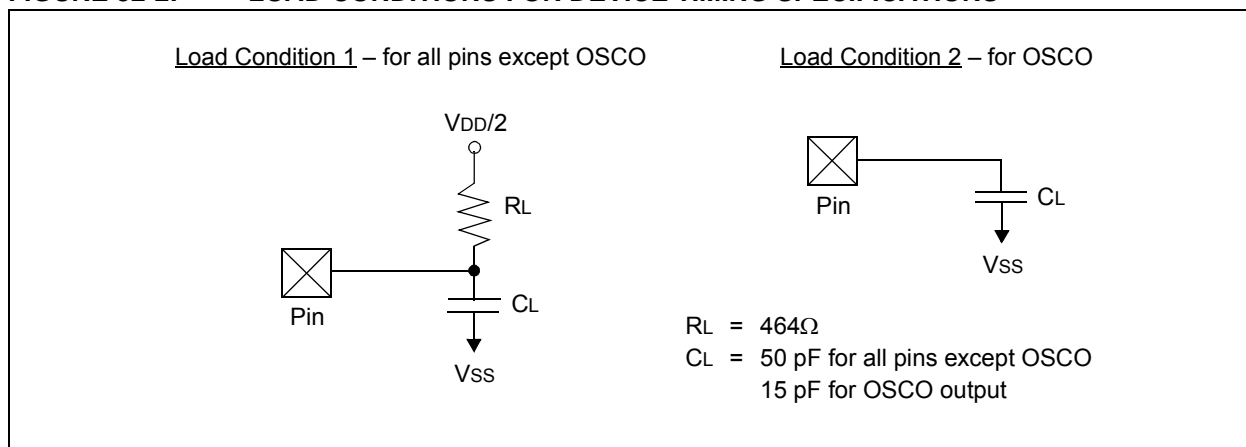 Load Condition 1 – for all pins except OSCO
Load Condition 2 – for OSCO
VDD/2
RL
Pin
CL
VSS
Pin
CL
VSS
RL = 464Ω
CL = 50 pF for all pins except OSCO
15 pF for OSCO output